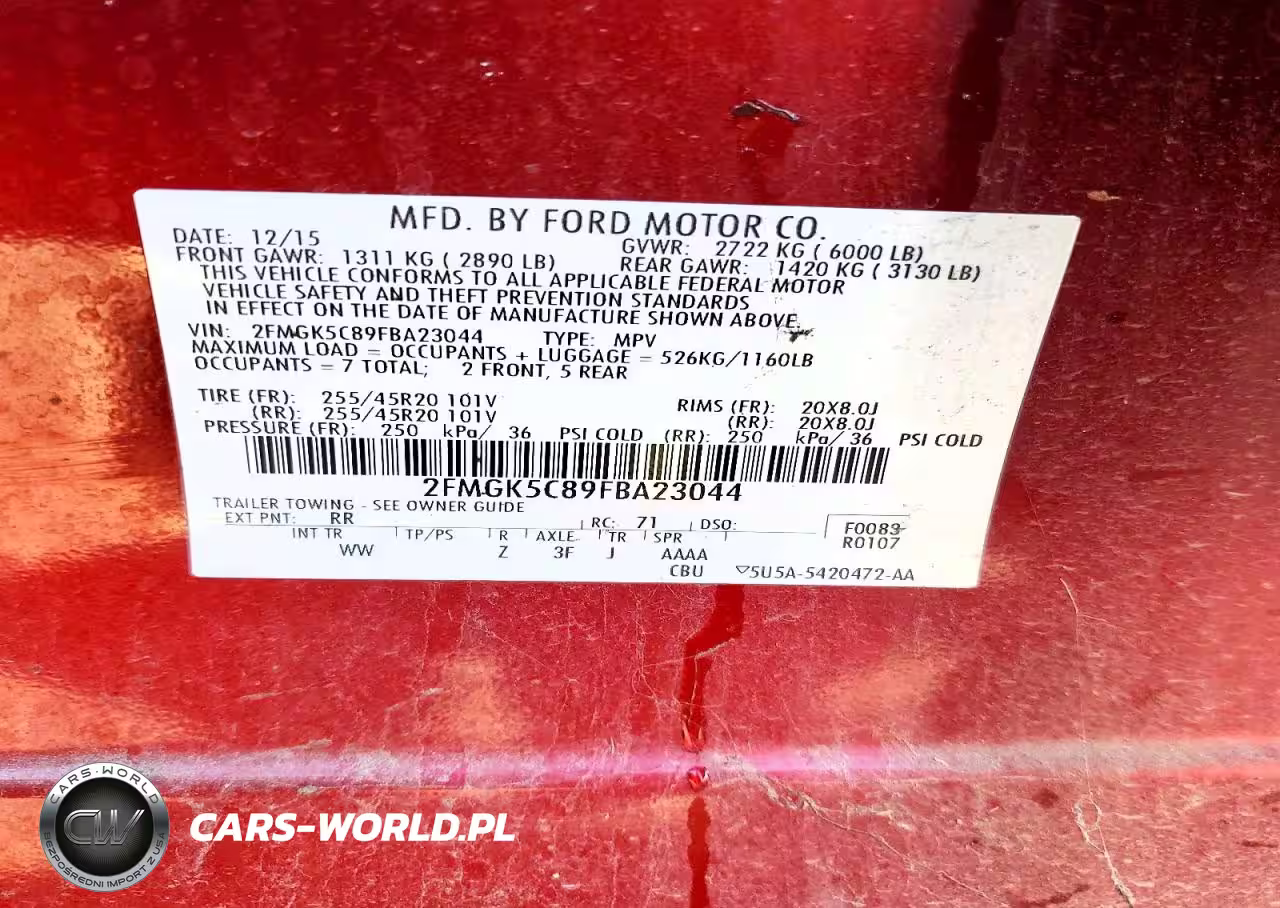 MFD. BY FORD MOTOR CO.
DATE: 12/15 GVWR: 2722 KG ( 6000 LB)
FRONT GAWR: 1311 KG ( 2890 LB) REAR GAWR: 1420 KG ( 3130 LB)
THIS VEHICLE CONFORMS TO ALL APPLICABLE FEDERAL MOTOR
VEHICLE SAFETY AND THEFT PREVENTION STANDARDS
IN EFFECT ON THE DATE OF MANUFACTURE SHOWN ABOVE.
VIN: 2FMGK5C89FBA23044 TYPE: MPV
MAXIMUM LOAD = OCCUPANTS + LUGGAGE = 526KG/1160LB
OCCUPANTS = 7 TOTAL; 2 FRONT, 5 REAR
TIRE (FR): 255/45R20 101V RIMS (FR): 20X8.0J
(RR): 255/45R20 101V (RR): 20X8.0J
PRESSURE (FR): 250 kPa/ 36 PSI COLD (RR): 250 kPa/ 36 PSI COLD
2FMGK5C89FBA23044
TRAILER TOWING - SEE OWNER GUIDE
EXT PNT: RR RC: 71 DSO: F0083
INT TR TP/PS R AXLE TR SPR R0107
WW Z 3F J AAAA
CBU 5U5A-5420472-AA
CARS-WORLD
CW
BEZPOŚREDNI IMPORT Z USA
CARS-WORLD.PL